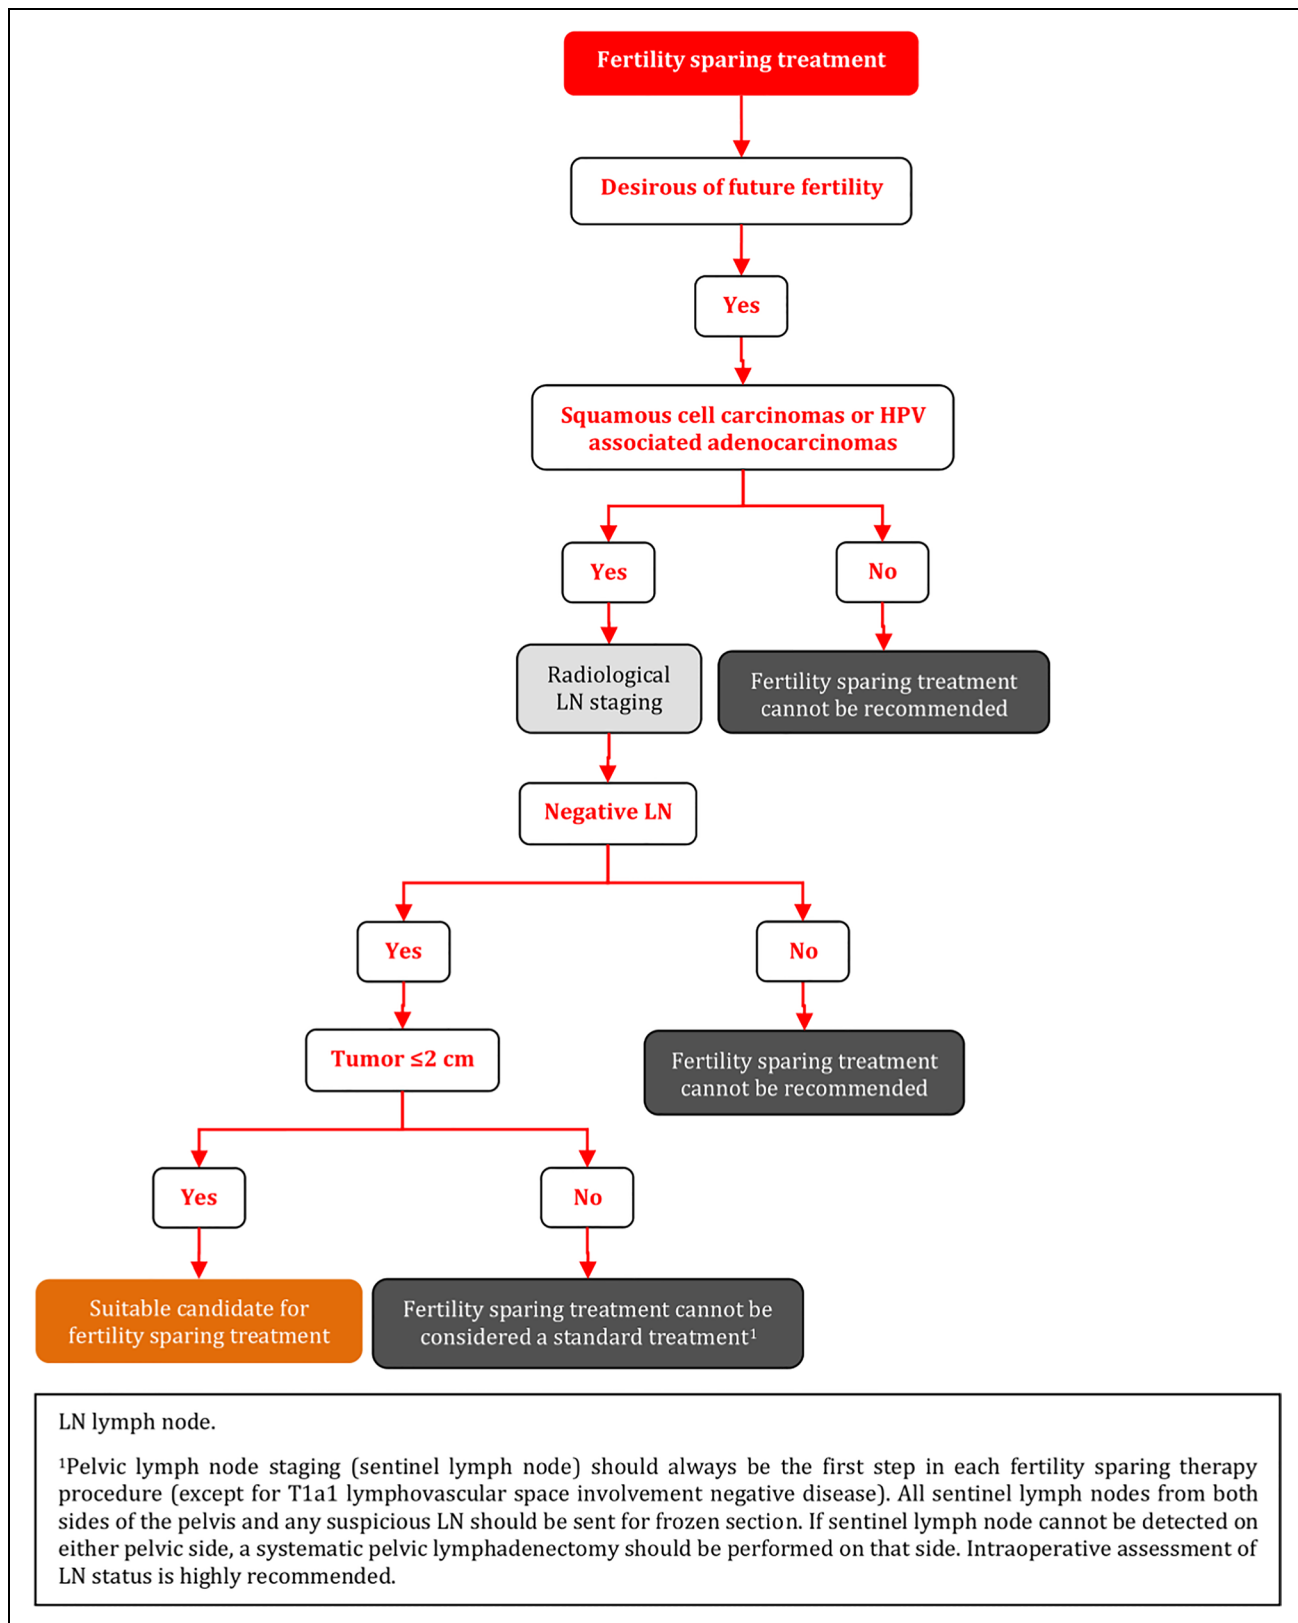 Fertility sparing treatment
Desirous of future fertility
Yes
Squamous cell carcinomas or HPV
associated adenocarcinomas
Yes
No
Radiological
LN staging
Fertility sparing treatment
cannot be recommended
Negative LN
Yes
No
Tumor ≤2 cm
Fertility sparing treatment
cannot be recommended
Yes
No
Suitable candidate for
fertility sparing treatment
Fertility sparing treatment cannot be
considered a standard treatment¹
LN lymph node.
¹Pelvic lymph node staging (sentinel lymph node) should always be the first step in each fertility sparing therapy
procedure (except for T1a1 lymphovascular space involvement negative disease). All sentinel lymph nodes from both
sides of the pelvis and any suspicious LN should be sent for frozen section. If sentinel lymph node cannot be detected on
either pelvic side, a systematic pelvic lymphadenectomy should be performed on that side. Intraoperative assessment of
LN status is highly recommended.